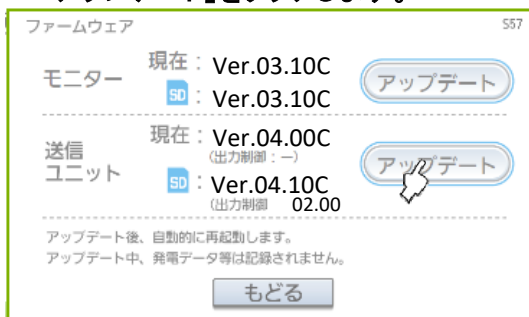 ファームウェア S57
モニター 現在： Ver.03.10C アップデート
SD： Ver.03.10C
送信ユニット 現在： Ver.04.00C アップデート
(出力制御：－)
SD： Ver.04.10C
(出力制御 02.00
アップデート後、自動的に再起動します。
アップデート中、発電データ等は記録されません。
もどる